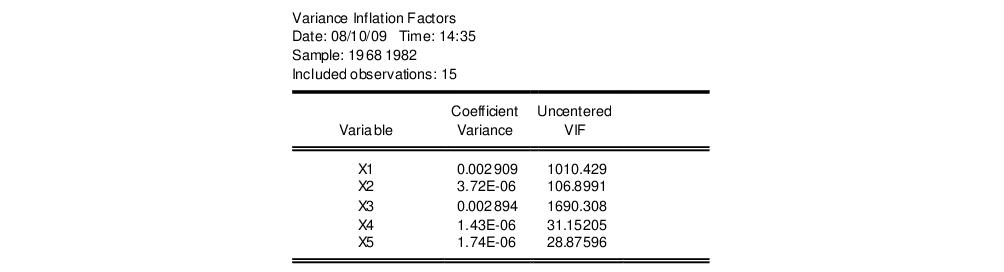 Variance Inflation Factors
Date: 08/10/09 Time: 14:35
Sample: 1968 1982
Included observations: 15
Coefficient Uncentered
Variable Variance VIF
X1 0.002909 1010.429
X2 3.72E-06 106.8991
X3 0.002894 1690.308
X4 1.43E-06 31.15205
X5 1.74E-06 28.87596